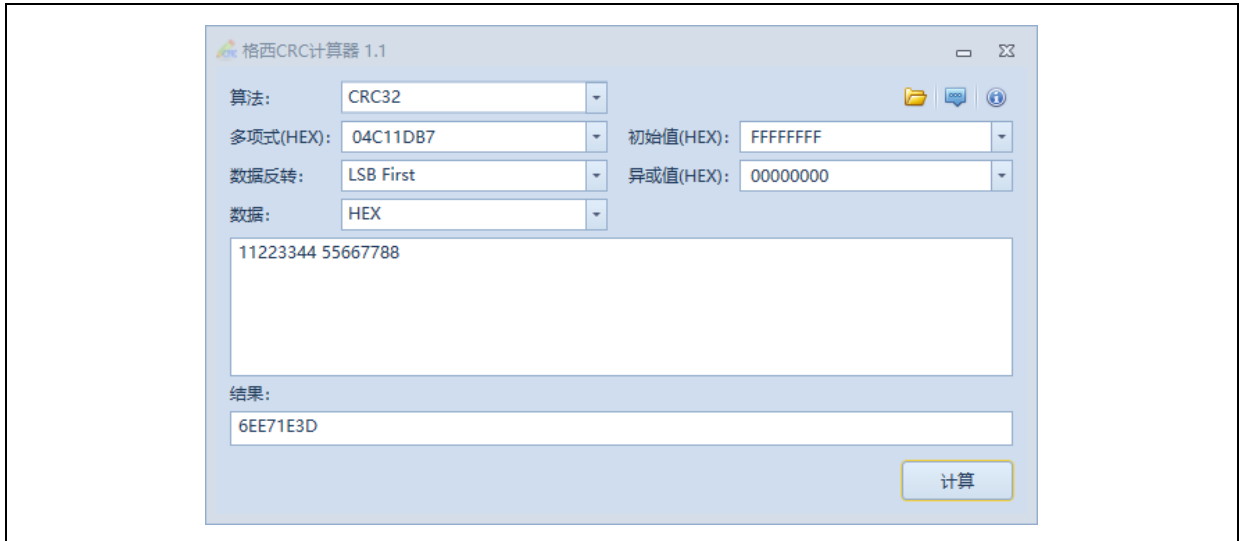 格西CRC计算器 1.1
算法: CRC32
多项式(HEX): 04C11DB7 初始值(HEX): FFFFFFFF
数据反转: LSB First 异或值(HEX): 00000000
数据: HEX
11223344 55667788
结果:
6EE71E3D
计算